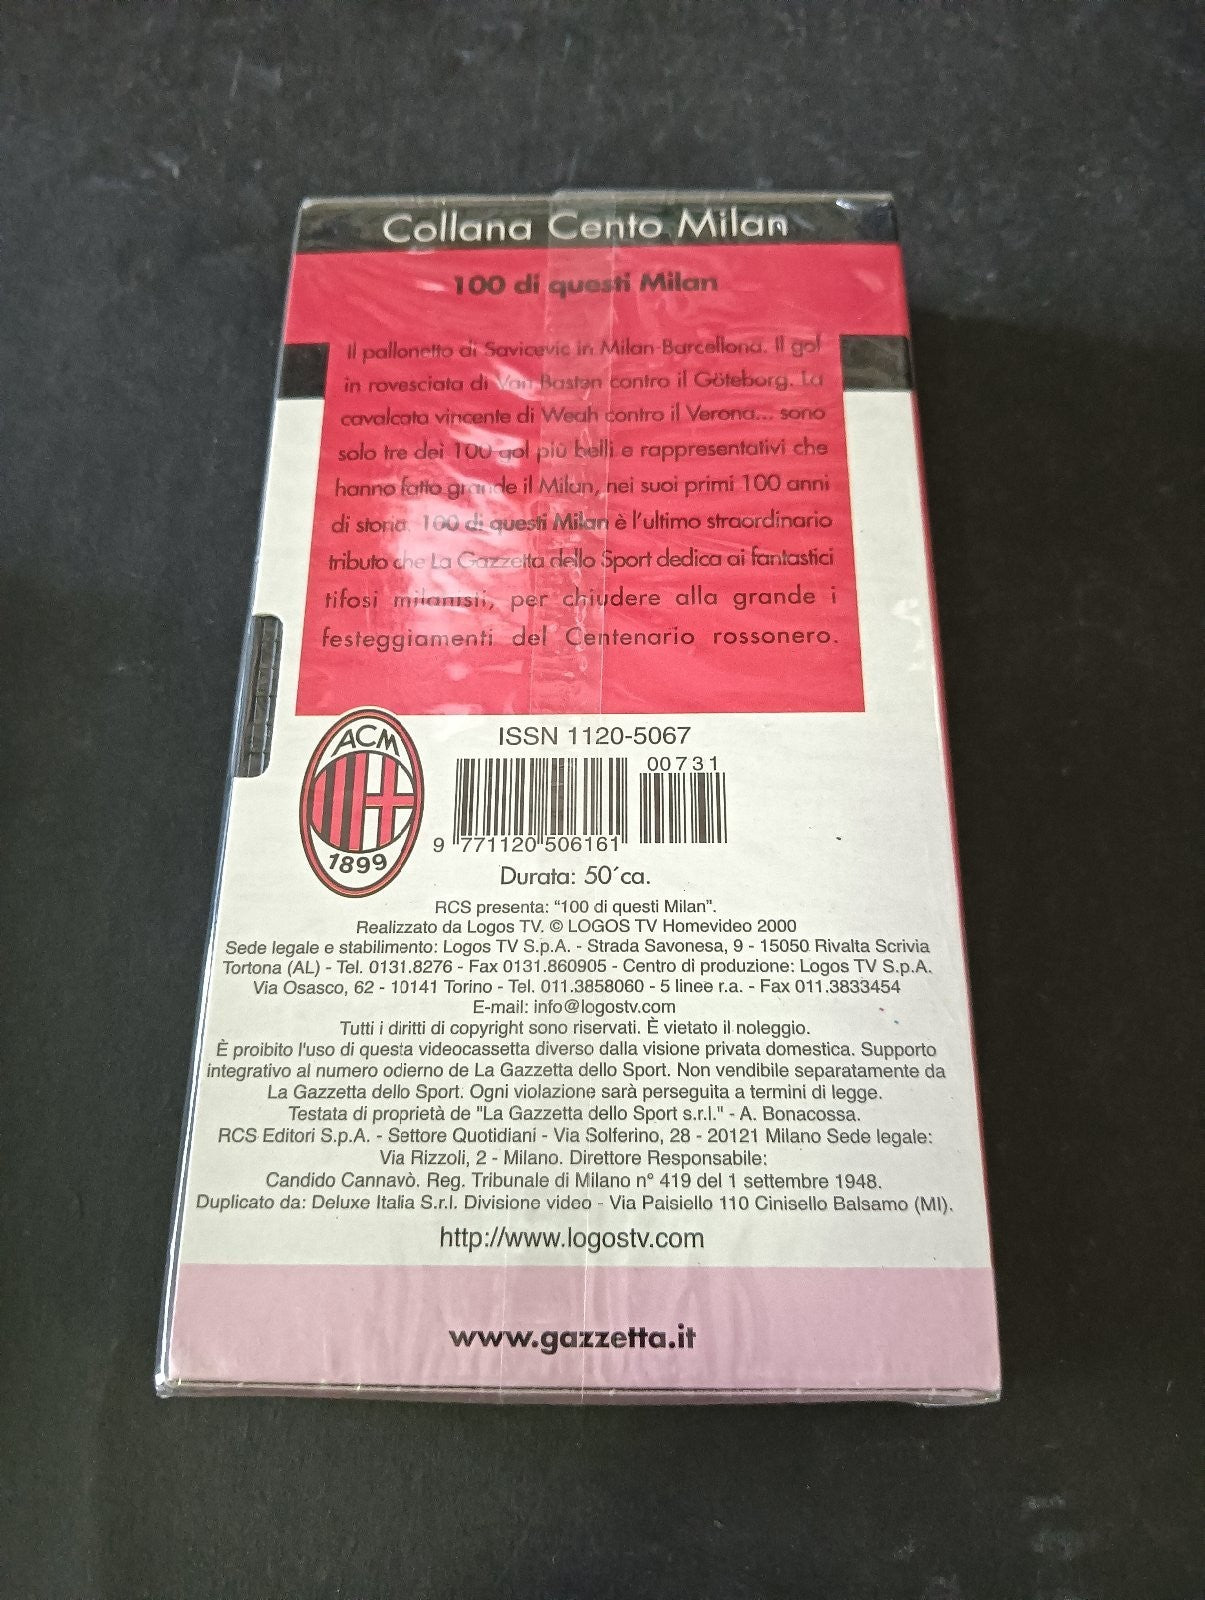 Collana Cento Milan
100 di questi Milan
Il pallonetto di Savicevic in Milan-Barcellona. Il gol
in rovesciata di Van Basten contro il Göteborg. La
cavalcata vincente di Weah contro il Verona... sono
solo tre dei 100 gol più belli e rappresentativi che
hanno fatto grande il Milan, nei suoi primi 100 anni
di storia. 100 di questi Milan è l'ultimo straordinario
tributo che La Gazzetta dello Sport dedica ai fantastici
tifosi milanisti, per chiudere alla grande i
festeggiamenti del Centenario rossonero.
ACM
1899
ISSN 1120-5067
00731
9 771120 506161
Durata: 50´ca.
RCS presenta: “100 di questi Milan”.
Realizzato da Logos TV. © LOGOS TV Homevideo 2000
Sede legale e stabilimento: Logos TV S.p.A. - Strada Savonesa, 9 - 15050 Rivalta Scrivia
Tortona (AL) - Tel. 0131.8276 - Fax 0131.860905 - Centro di produzione: Logos TV S.p.A.
Via Osasco, 62 - 10141 Torino - Tel. 011.3858060 - 5 linee r.a. - Fax 011.3833454
E-mail: info@logostv.com
Tutti i diritti di copyright sono riservati. È vietato il noleggio.
È proibito l'uso di questa videocassetta diverso dalla visione privata domestica. Supporto
integrativo al numero odierno de La Gazzetta dello Sport. Non vendibile separatamente da
La Gazzetta dello Sport. Ogni violazione sarà perseguita a termini di legge.
Testata di proprietà de "La Gazzetta dello Sport s.r.l." - A. Bonacossa.
RCS Editori S.p.A. - Settore Quotidiani - Via Solferino, 28 - 20121 Milano Sede legale:
Via Rizzoli, 2 - Milano. Direttore Responsabile:
Candido Cannavò. Reg. Tribunale di Milano n° 419 del 1 settembre 1948.
Duplicato da: Deluxe Italia S.r.l. Divisione video - Via Paisiello 110 Cinisello Balsamo (MI).
http://www.logostv.com
www.gazzetta.it